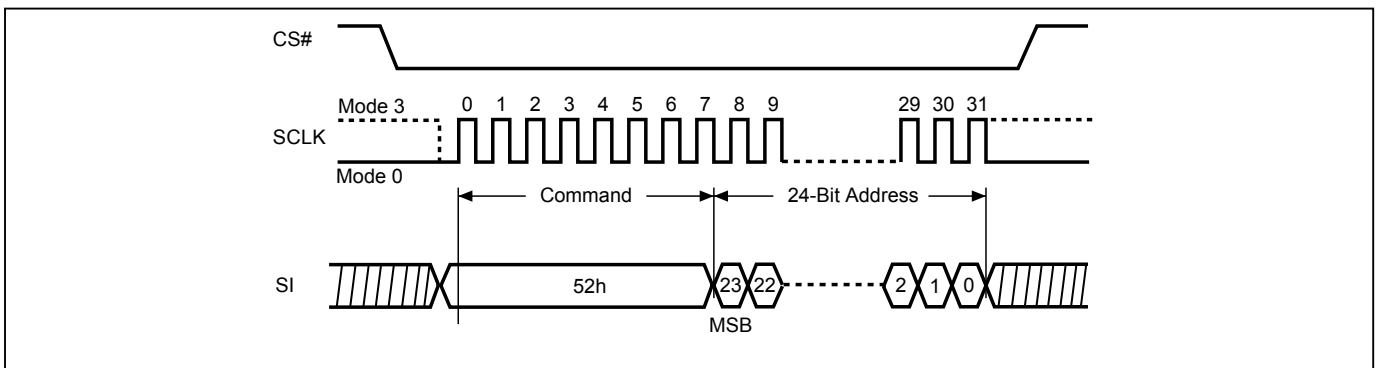 CS#
Mode 3
0 1 2 3 4 5 6 7 8 9 29 30 31
SCLK
Mode 0
Command
24-Bit Address
SI
52h
23 22 2 1 0
MSB